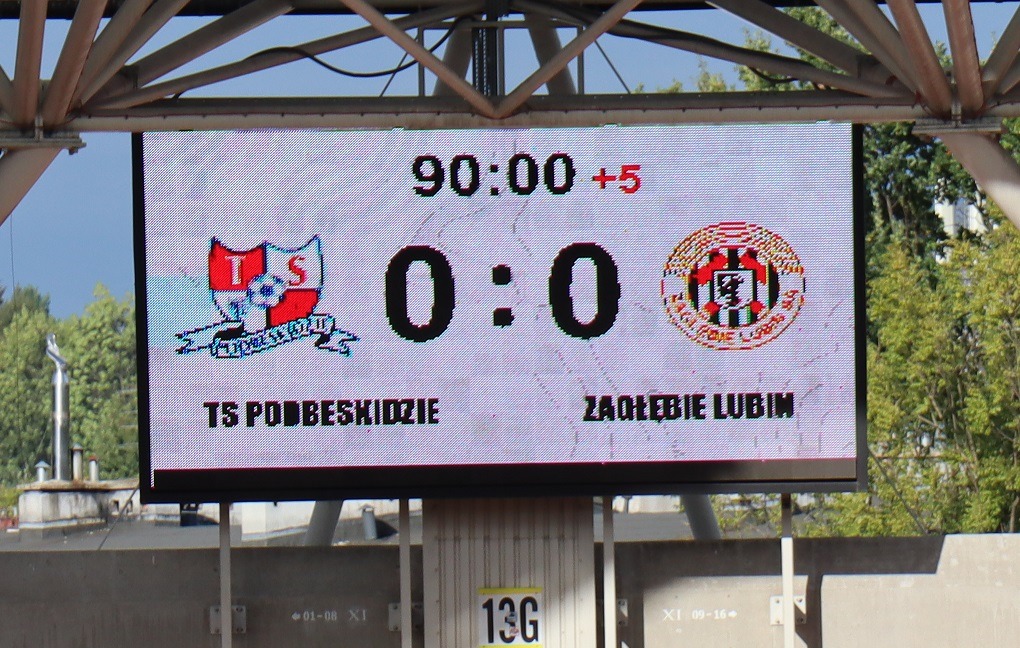 90:00 +5
T S
0:0
TS PODBESKIDZIE
ZAGŁĘBIE LUBIN
13G
←01-08 XI
XI 09-16→